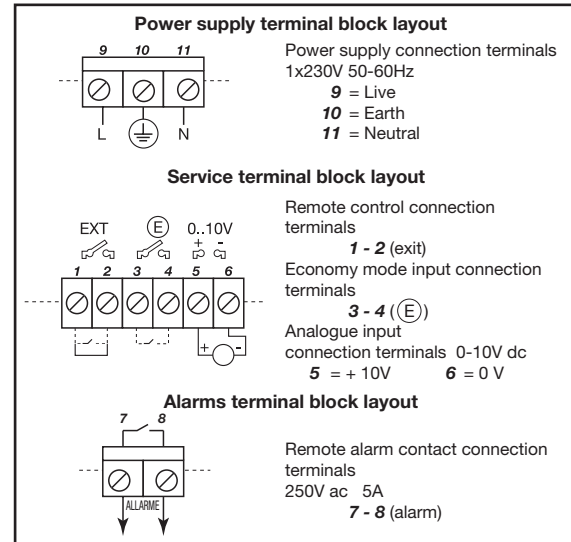 Power supply terminal block layout
9 10 11
L N
Power supply connection terminals
1x230V 50-60Hz
9 = Live
10 = Earth
11 = Neutral
Service terminal block layout
EXT E 0..10V
+ -
1 2 3 4 5 6
+ -
Remote control connection
terminals
1 - 2 (exit)
Economy mode input connection
terminals
3 - 4 (E)
Analogue input
connection terminals 0-10V dc
5 = + 10V 6 = 0 V
Alarms terminal block layout
7 8
ALLARME
Remote alarm contact connection
terminals
250V ac 5A
7 - 8 (alarm)